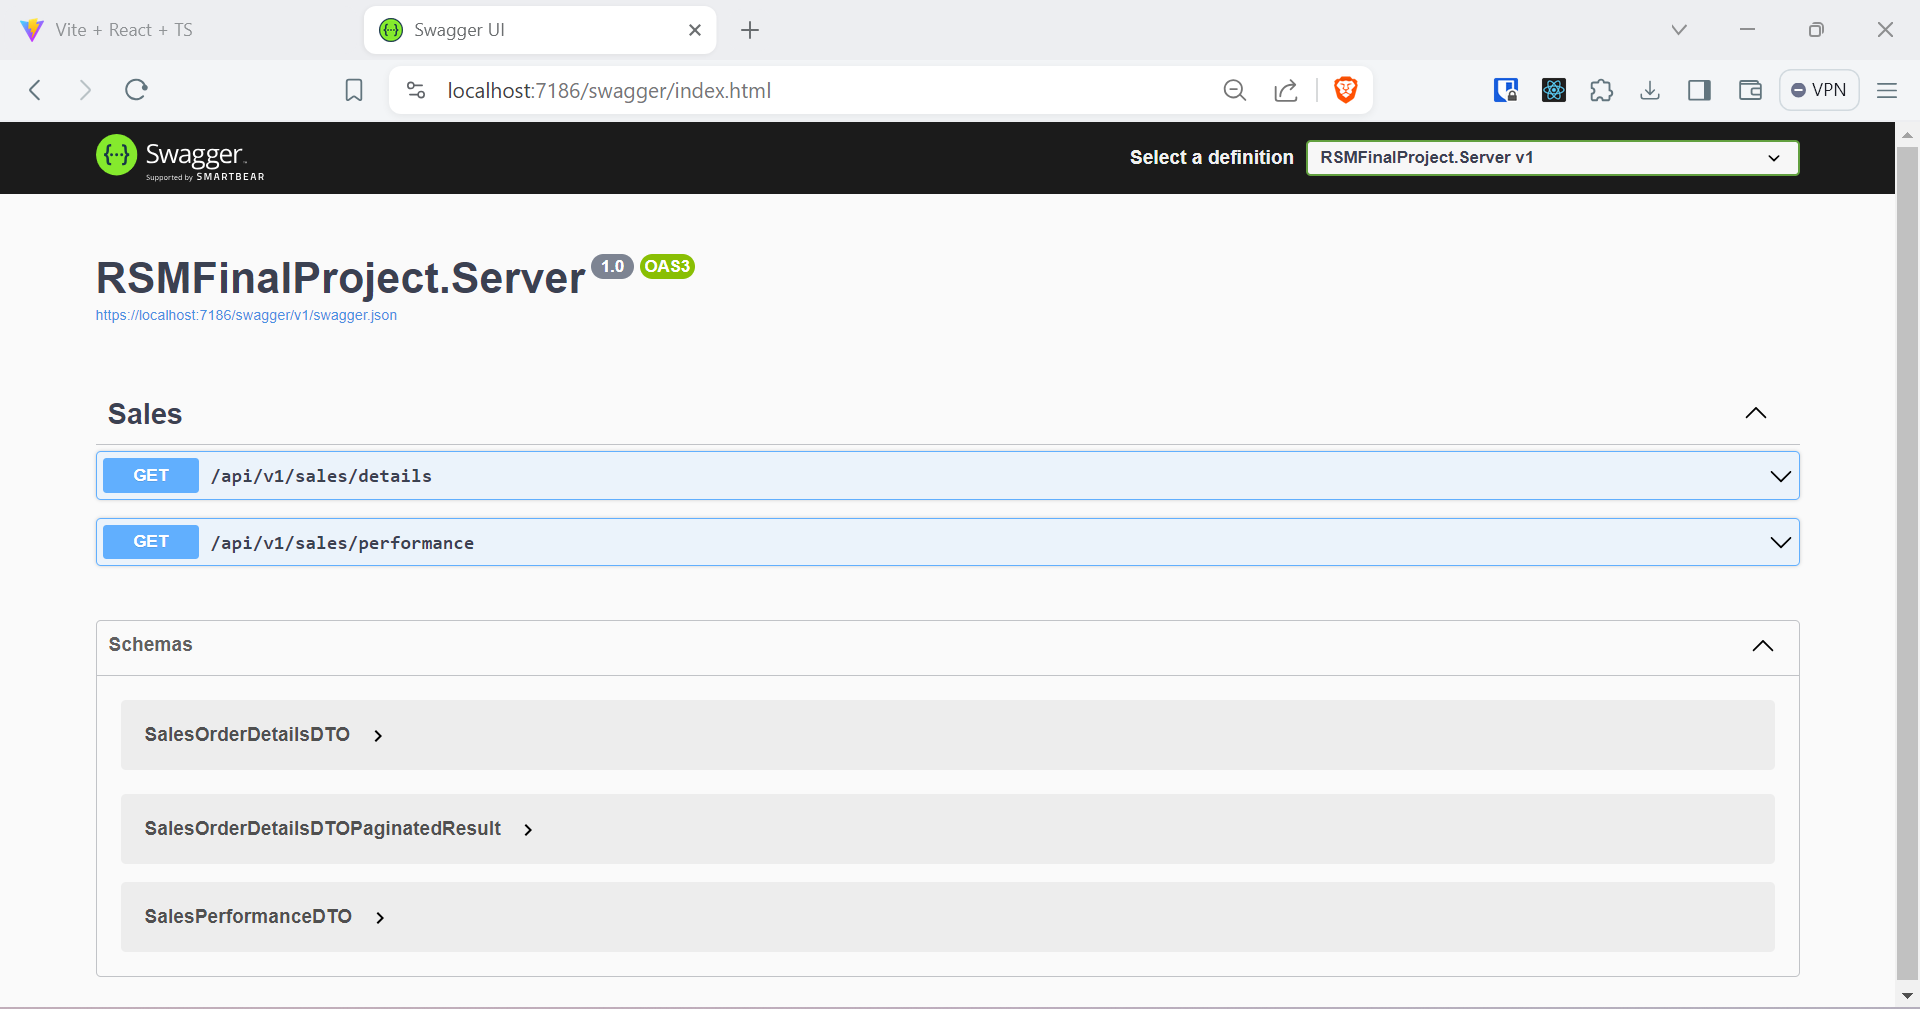 Vite + React + TS
Swagger UI
localhost:7186/swagger/index.html
VPN
Swagger
Supported by SMARTBEAR
Select a definition
RSMFinalProject.Server v1
RSMFinalProject.Server 1.0 OAS3
https://localhost:7186/swagger/v1/swagger.json
Sales
GET /api/v1/sales/details
GET /api/v1/sales/performance
Schemas
SalesOrderDetailsDTO
SalesOrderDetailsDTOPaginatedResult
SalesPerformanceDTO